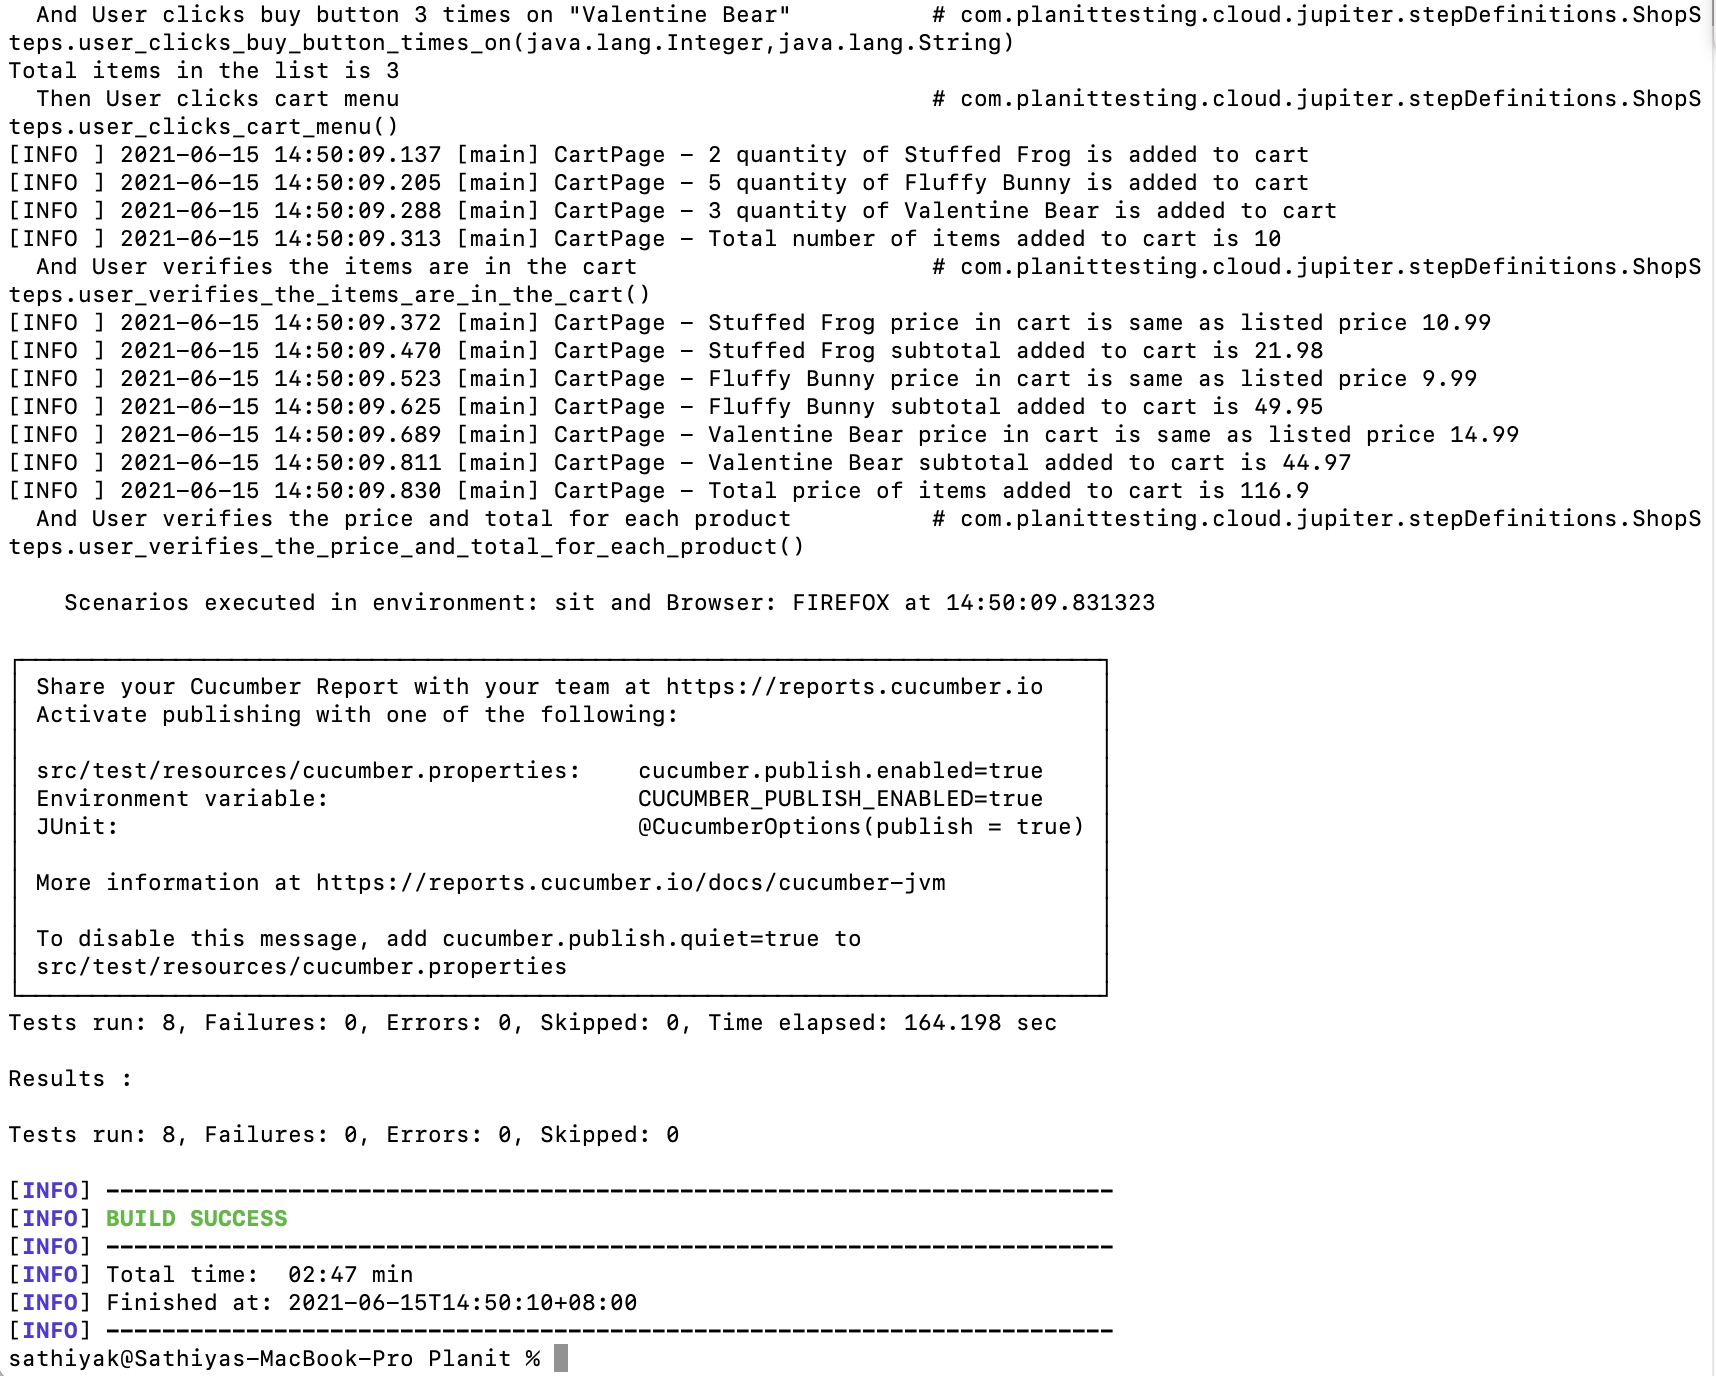 And User clicks buy button 3 times on "Valentine Bear" # com.planittesting.cloud.jupiter.stepDefinitions.ShopS
teps.user_clicks_buy_button_times_on(java.lang.Integer,java.lang.String)
Total items in the list is 3
Then User clicks cart menu # com.planittesting.cloud.jupiter.stepDefinitions.ShopS
teps.user_clicks_cart_menu()
[INFO ] 2021-06-15 14:50:09.137 [main] CartPage - 2 quantity of Stuffed Frog is added to cart
[INFO ] 2021-06-15 14:50:09.205 [main] CartPage - 5 quantity of Fluffy Bunny is added to cart
[INFO ] 2021-06-15 14:50:09.288 [main] CartPage - 3 quantity of Valentine Bear is added to cart
[INFO ] 2021-06-15 14:50:09.313 [main] CartPage - Total number of items added to cart is 10
And User verifies the items are in the cart # com.planittesting.cloud.jupiter.stepDefinitions.ShopS
teps.user_verifies_the_items_are_in_the_cart()
[INFO ] 2021-06-15 14:50:09.372 [main] CartPage - Stuffed Frog price in cart is same as listed price 10.99
[INFO ] 2021-06-15 14:50:09.470 [main] CartPage - Stuffed Frog subtotal added to cart is 21.98
[INFO ] 2021-06-15 14:50:09.523 [main] CartPage - Fluffy Bunny price in cart is same as listed price 9.99
[INFO ] 2021-06-15 14:50:09.625 [main] CartPage - Fluffy Bunny subtotal added to cart is 49.95
[INFO ] 2021-06-15 14:50:09.689 [main] CartPage - Valentine Bear price in cart is same as listed price 14.99
[INFO ] 2021-06-15 14:50:09.811 [main] CartPage - Valentine Bear subtotal added to cart is 44.97
[INFO ] 2021-06-15 14:50:09.830 [main] CartPage - Total price of items added to cart is 116.9
And User verifies the price and total for each product # com.planittesting.cloud.jupiter.stepDefinitions.ShopS
teps.user_verifies_the_price_and_total_for_each_product()
Scenarios executed in environment: sit and Browser: FIREFOX at 14:50:09.831323
Share your Cucumber Report with your team at https://reports.cucumber.io
Activate publishing with one of the following:
src/test/resources/cucumber.properties: cucumber.publish.enabled=true
Environment variable: CUCUMBER_PUBLISH_ENABLED=true
JUnit: @CucumberOptions(publish = true)
More information at https://reports.cucumber.io/docs/cucumber-jvm
To disable this message, add cucumber.publish.quiet=true to
src/test/resources/cucumber.properties
Tests run: 8, Failures: 0, Errors: 0, Skipped: 0, Time elapsed: 164.198 sec
Results :
Tests run: 8, Failures: 0, Errors: 0, Skipped: 0
[INFO] ------------------------------------------------------------------------
[INFO] BUILD SUCCESS
[INFO] ------------------------------------------------------------------------
[INFO] Total time:  02:47 min
[INFO] Finished at: 2021-06-15T14:50:10+08:00
[INFO] ------------------------------------------------------------------------
sathiyak@Sathiyas-MacBook-Pro Planit %